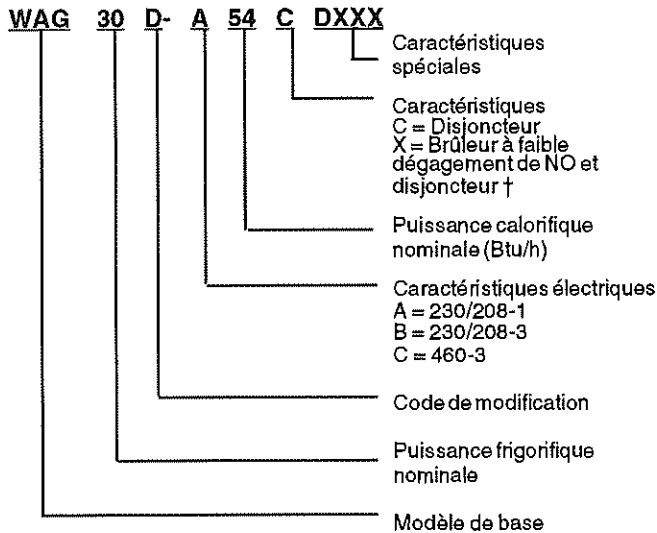 WAG 30 D- A 54 C DXXX
Caractéristiques
spéciales
Caractéristiques
C = Disjoncteur
X = Brûleur à faible
dégagement de NO et
disjoncteur †
Puissance calorifique
nominale (Btu/h)
Caractéristiques électriques
A = 230/208-1
B = 230/208-3
C = 460-3
Code de modification
Puissance frigorifique
nominale
Modèle de base